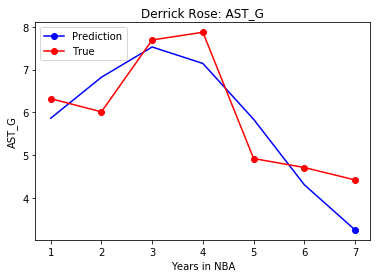 Derrick Rose: AST_G
Prediction
True
8
7
6
5
4
AST_G
1 2 3 4 5 6 7
Years in NBA